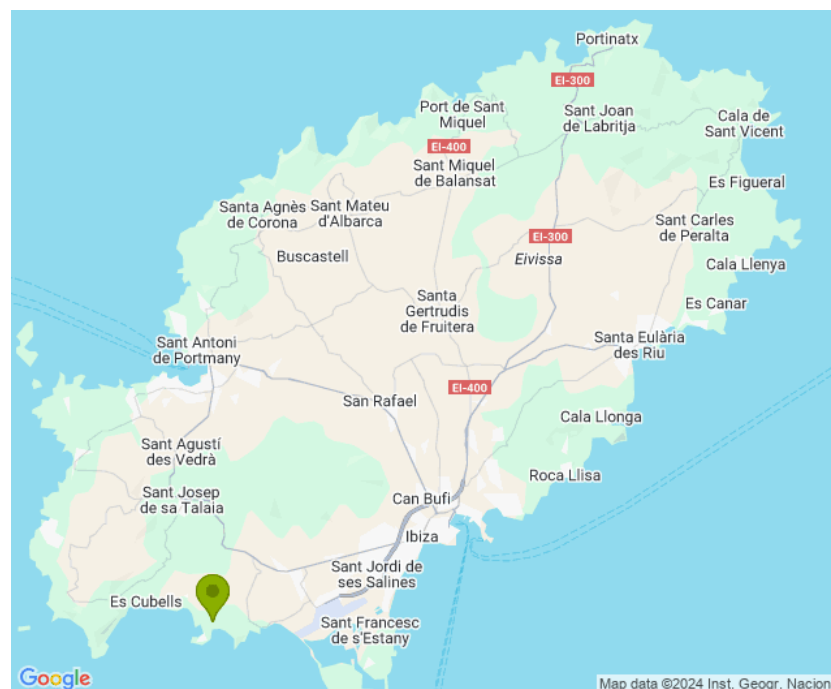 Portinatx
EI-300
Port de Sant
Miquel
Sant Joan
de Labritja
Cala de
Sant Vicent
EI-400
Sant Miquel
de Balansat
Es Figueral
Santa Agnès
de Corona
Sant Mateu
d'Albarca
Sant Carles
de Peralta
EI-300
Buscastell
Eivissa
Cala Llenya
Santa
Gertrudis
de Fruitera
Es Canar
Sant Antoni
de Portmany
Santa Eulària
des Riu
EI-400
San Rafael
Cala Llonga
Sant Agustí
des Vedrà
Roca Llisa
Sant Josep
de sa Talaia
Can Bufí
Ibiza
Sant Jordi de
ses Salines
Es Cubells
Sant Francesc
de s'Estany
Google
Map data ©2024 Inst. Geogr. Nacion